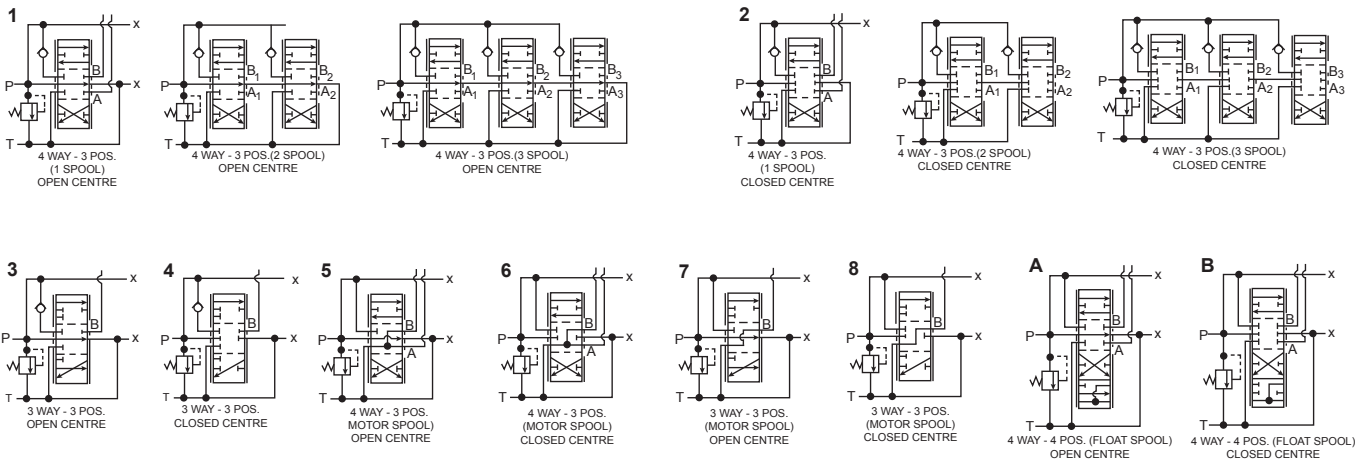 1
x
P
B
A
x
T
4 WAY - 3 POS.
(1 SPOOL)
OPEN CENTRE
P
B1
A1
B2
A2
T
4 WAY - 3 POS.(2 SPOOL)
OPEN CENTRE
P
B1
A1
B2
A2
B3
A3
T
4 WAY - 3 POS.(3 SPOOL)
OPEN CENTRE
2
x
P
B
A
T
4 WAY - 3 POS.
(1 SPOOL)
CLOSED CENTRE
P
B1
A1
B2
A2
T
4 WAY - 3 POS.(2 SPOOL)
CLOSED CENTRE
P
B1
A1
B2
A2
B3
A3
T
4 WAY - 3 POS.(3 SPOOL)
CLOSED CENTRE
3
x
P
B
x
T
3 WAY - 3 POS.
OPEN CENTRE
4
x
P
B
x
T
3 WAY - 3 POS.
CLOSED CENTRE
5
x
P
B
A
x
T
4 WAY - 3 POS.
MOTOR SPOOL)
OPEN CENTRE
6
x
P
B
A
x
T
4 WAY - 3 POS.
(MOTOR SPOOL)
CLOSED CENTRE
7
x
P
B
x
T
3 WAY - 3 POS.
(MOTOR SPOOL)
OPEN CENTRE
8
x
P
B
x
T
3 WAY - 3 POS.
(MOTOR SPOOL)
CLOSED CENTRE
A
x
P
B
A
x
T
4 WAY - 4 POS. (FLOAT SPOOL)
OPEN CENTRE
B
x
P
B
A
x
T
4 WAY - 4 POS. (FLOAT SPOOL)
CLOSED CENTRE